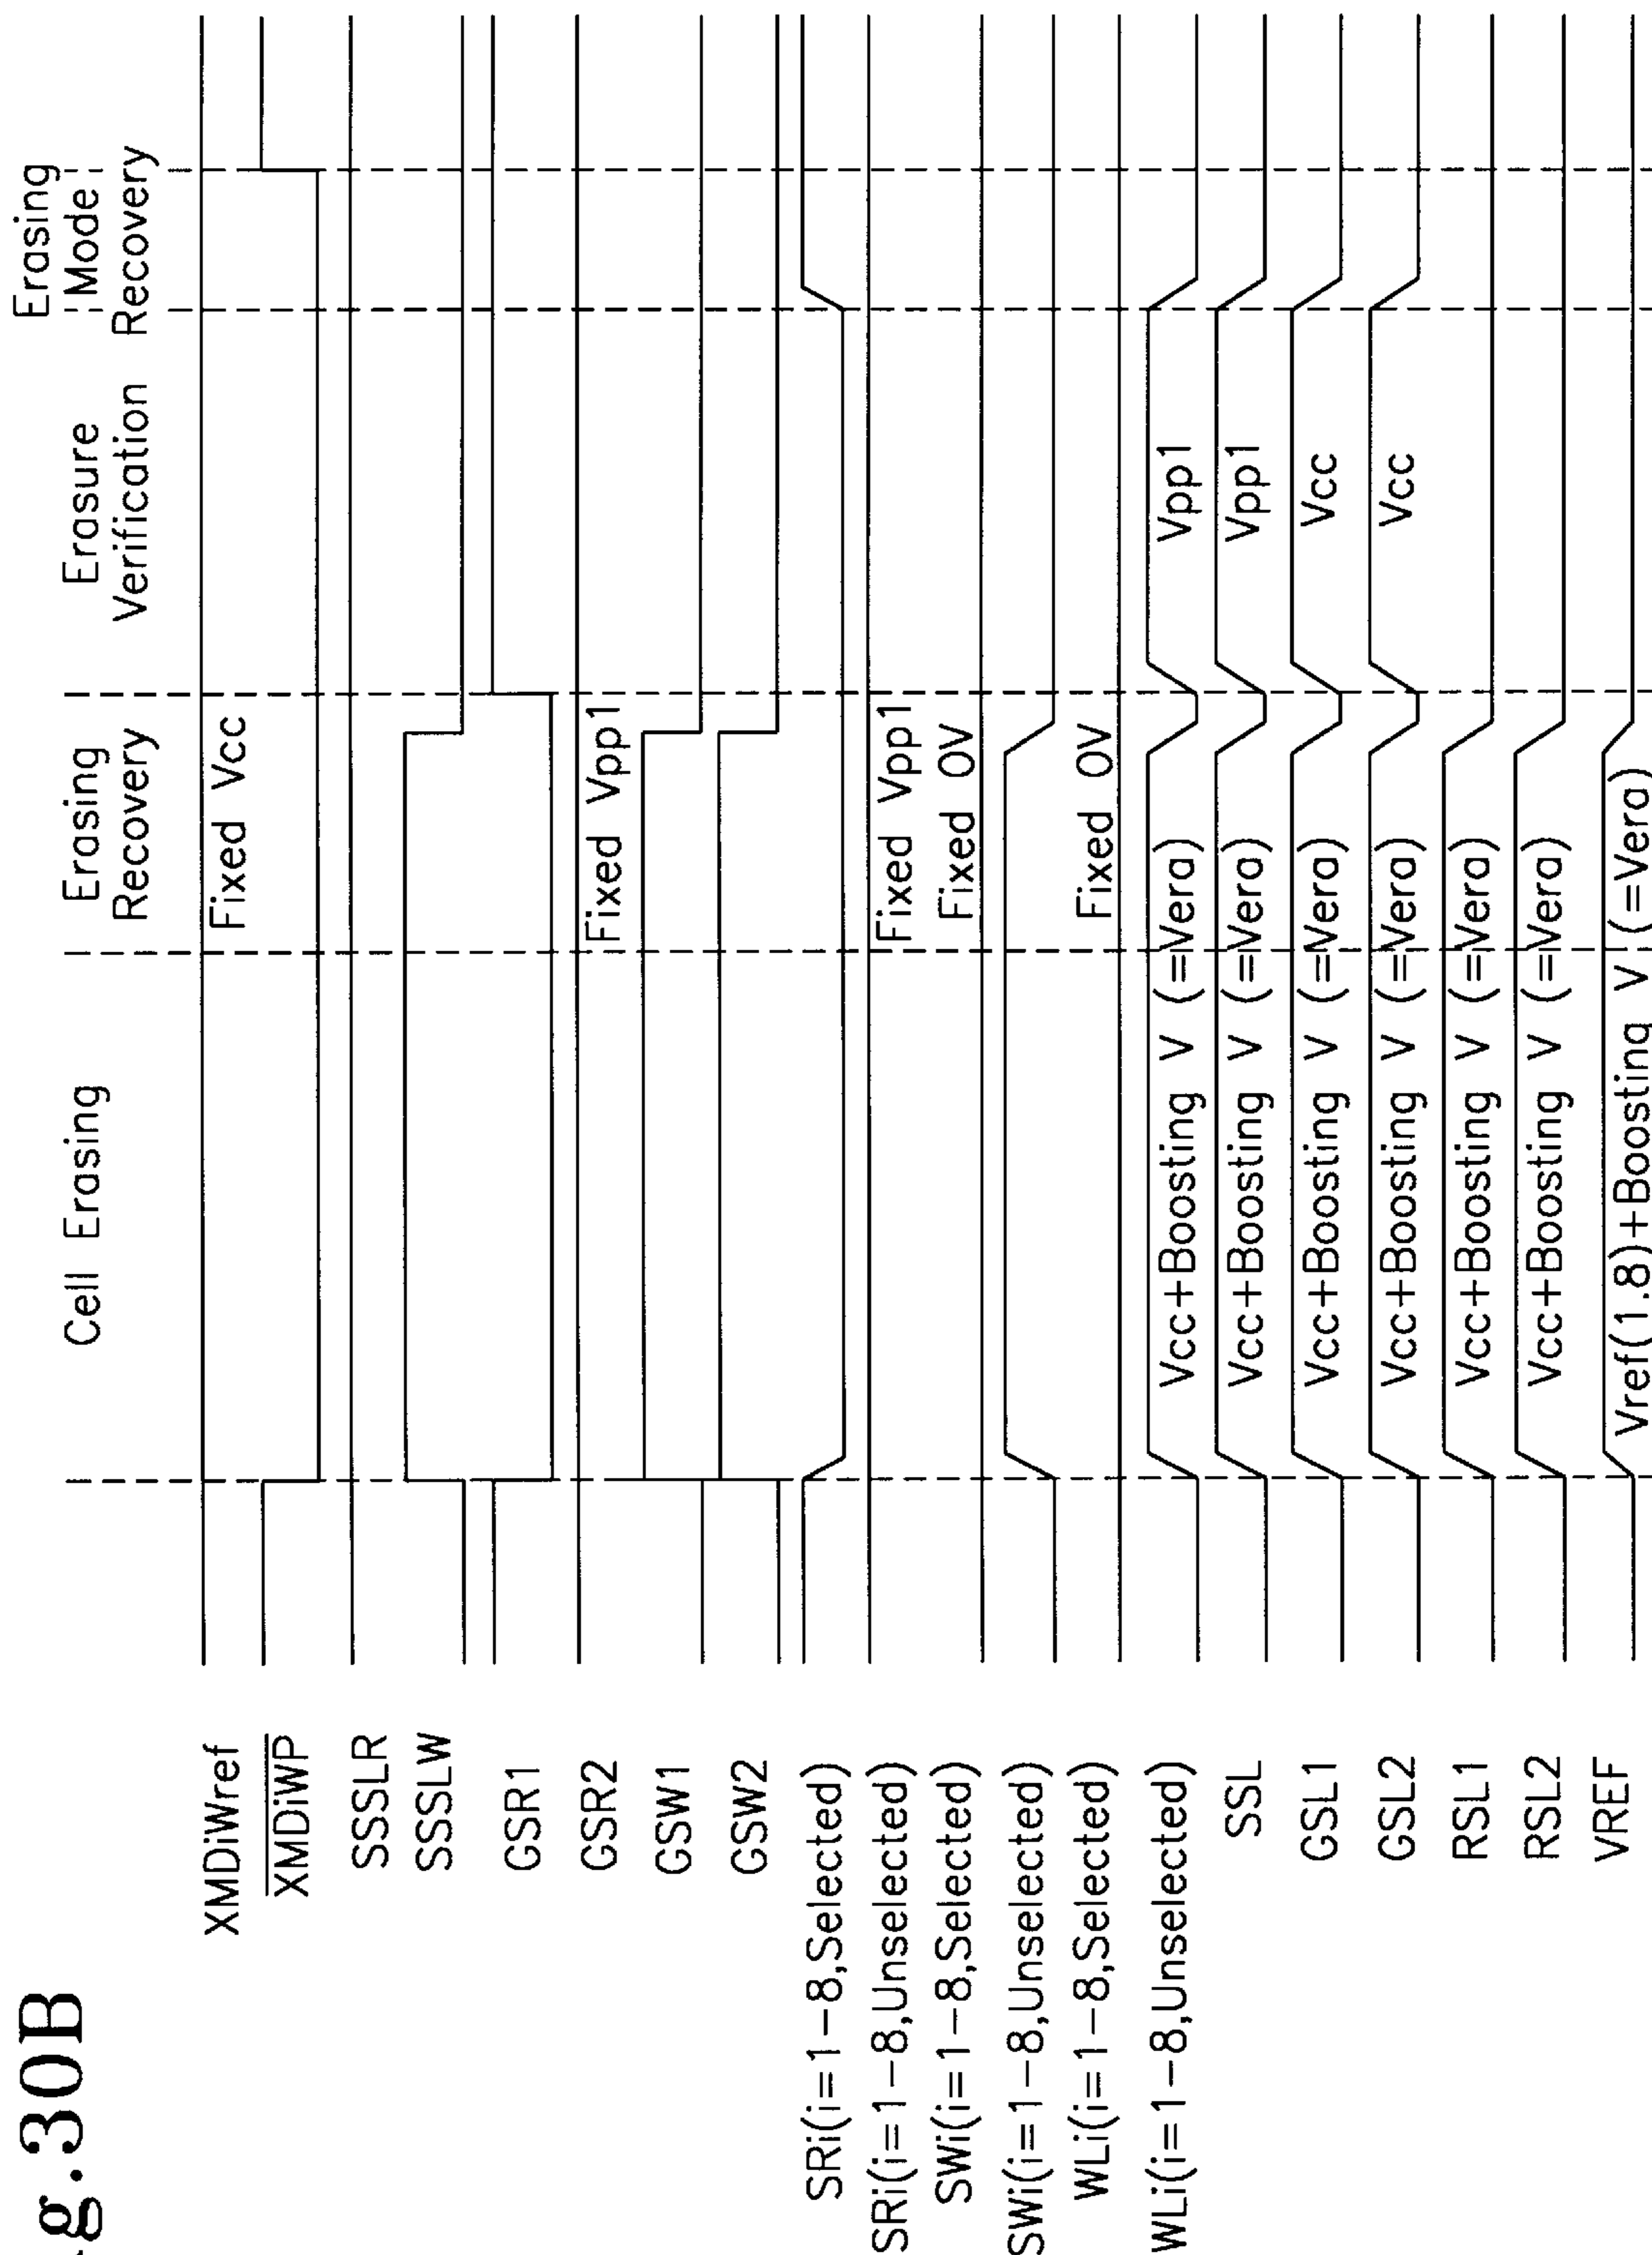 Fig.30B
Cell Erasing
Erasing
Recovery
Erasure
Verification
Erasing
Mode
Recovery
XMDiWref
Fixed Vcc
XMDiWP
SSSLR
SSSLW
GSR1
GSR2
Fixed Vpp1
GSW1
GSW2
SRi(i=1-8,Selected)
SRi(i=1-8,Unselected)
Fixed Vpp1
SWi(i=1-8,Selected)
Fixed 0V
SWi(i=1-8,Unselected)
WLi(i=1-8,Selected)
Fixed 0V
WLi(i=1-8,Unselected)
Vcc+Boosting V (=Vera)
Vpp1
SSL
Vcc+Boosting V (=Vera)
Vpp1
GSL1
Vcc+Boosting V (=Vera)
Vcc
GSL2
Vcc+Boosting V (=Vera)
Vcc
RSL1
Vcc+Boosting V (=Vera)
RSL2
Vcc+Boosting V (=Vera)
VREF
Vref(1.8)+Boosting V (=Vera)